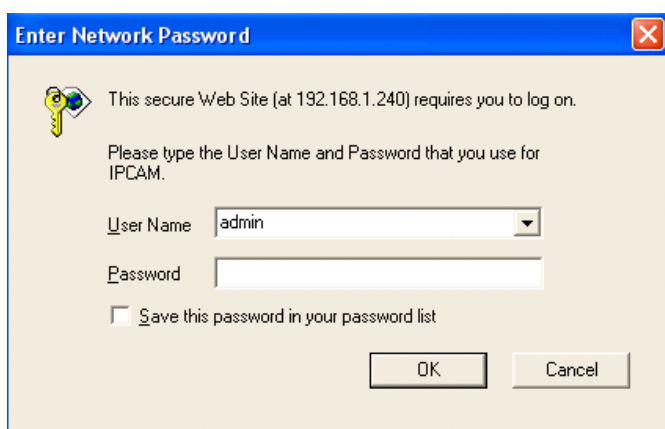 Enter Network Password
This secure Web Site (at 192.168.1.240) requires you to log on.
Please type the User Name and Password that you use for
IPCAM.
User Name admin
Password
Save this password in your password list
OK Cancel